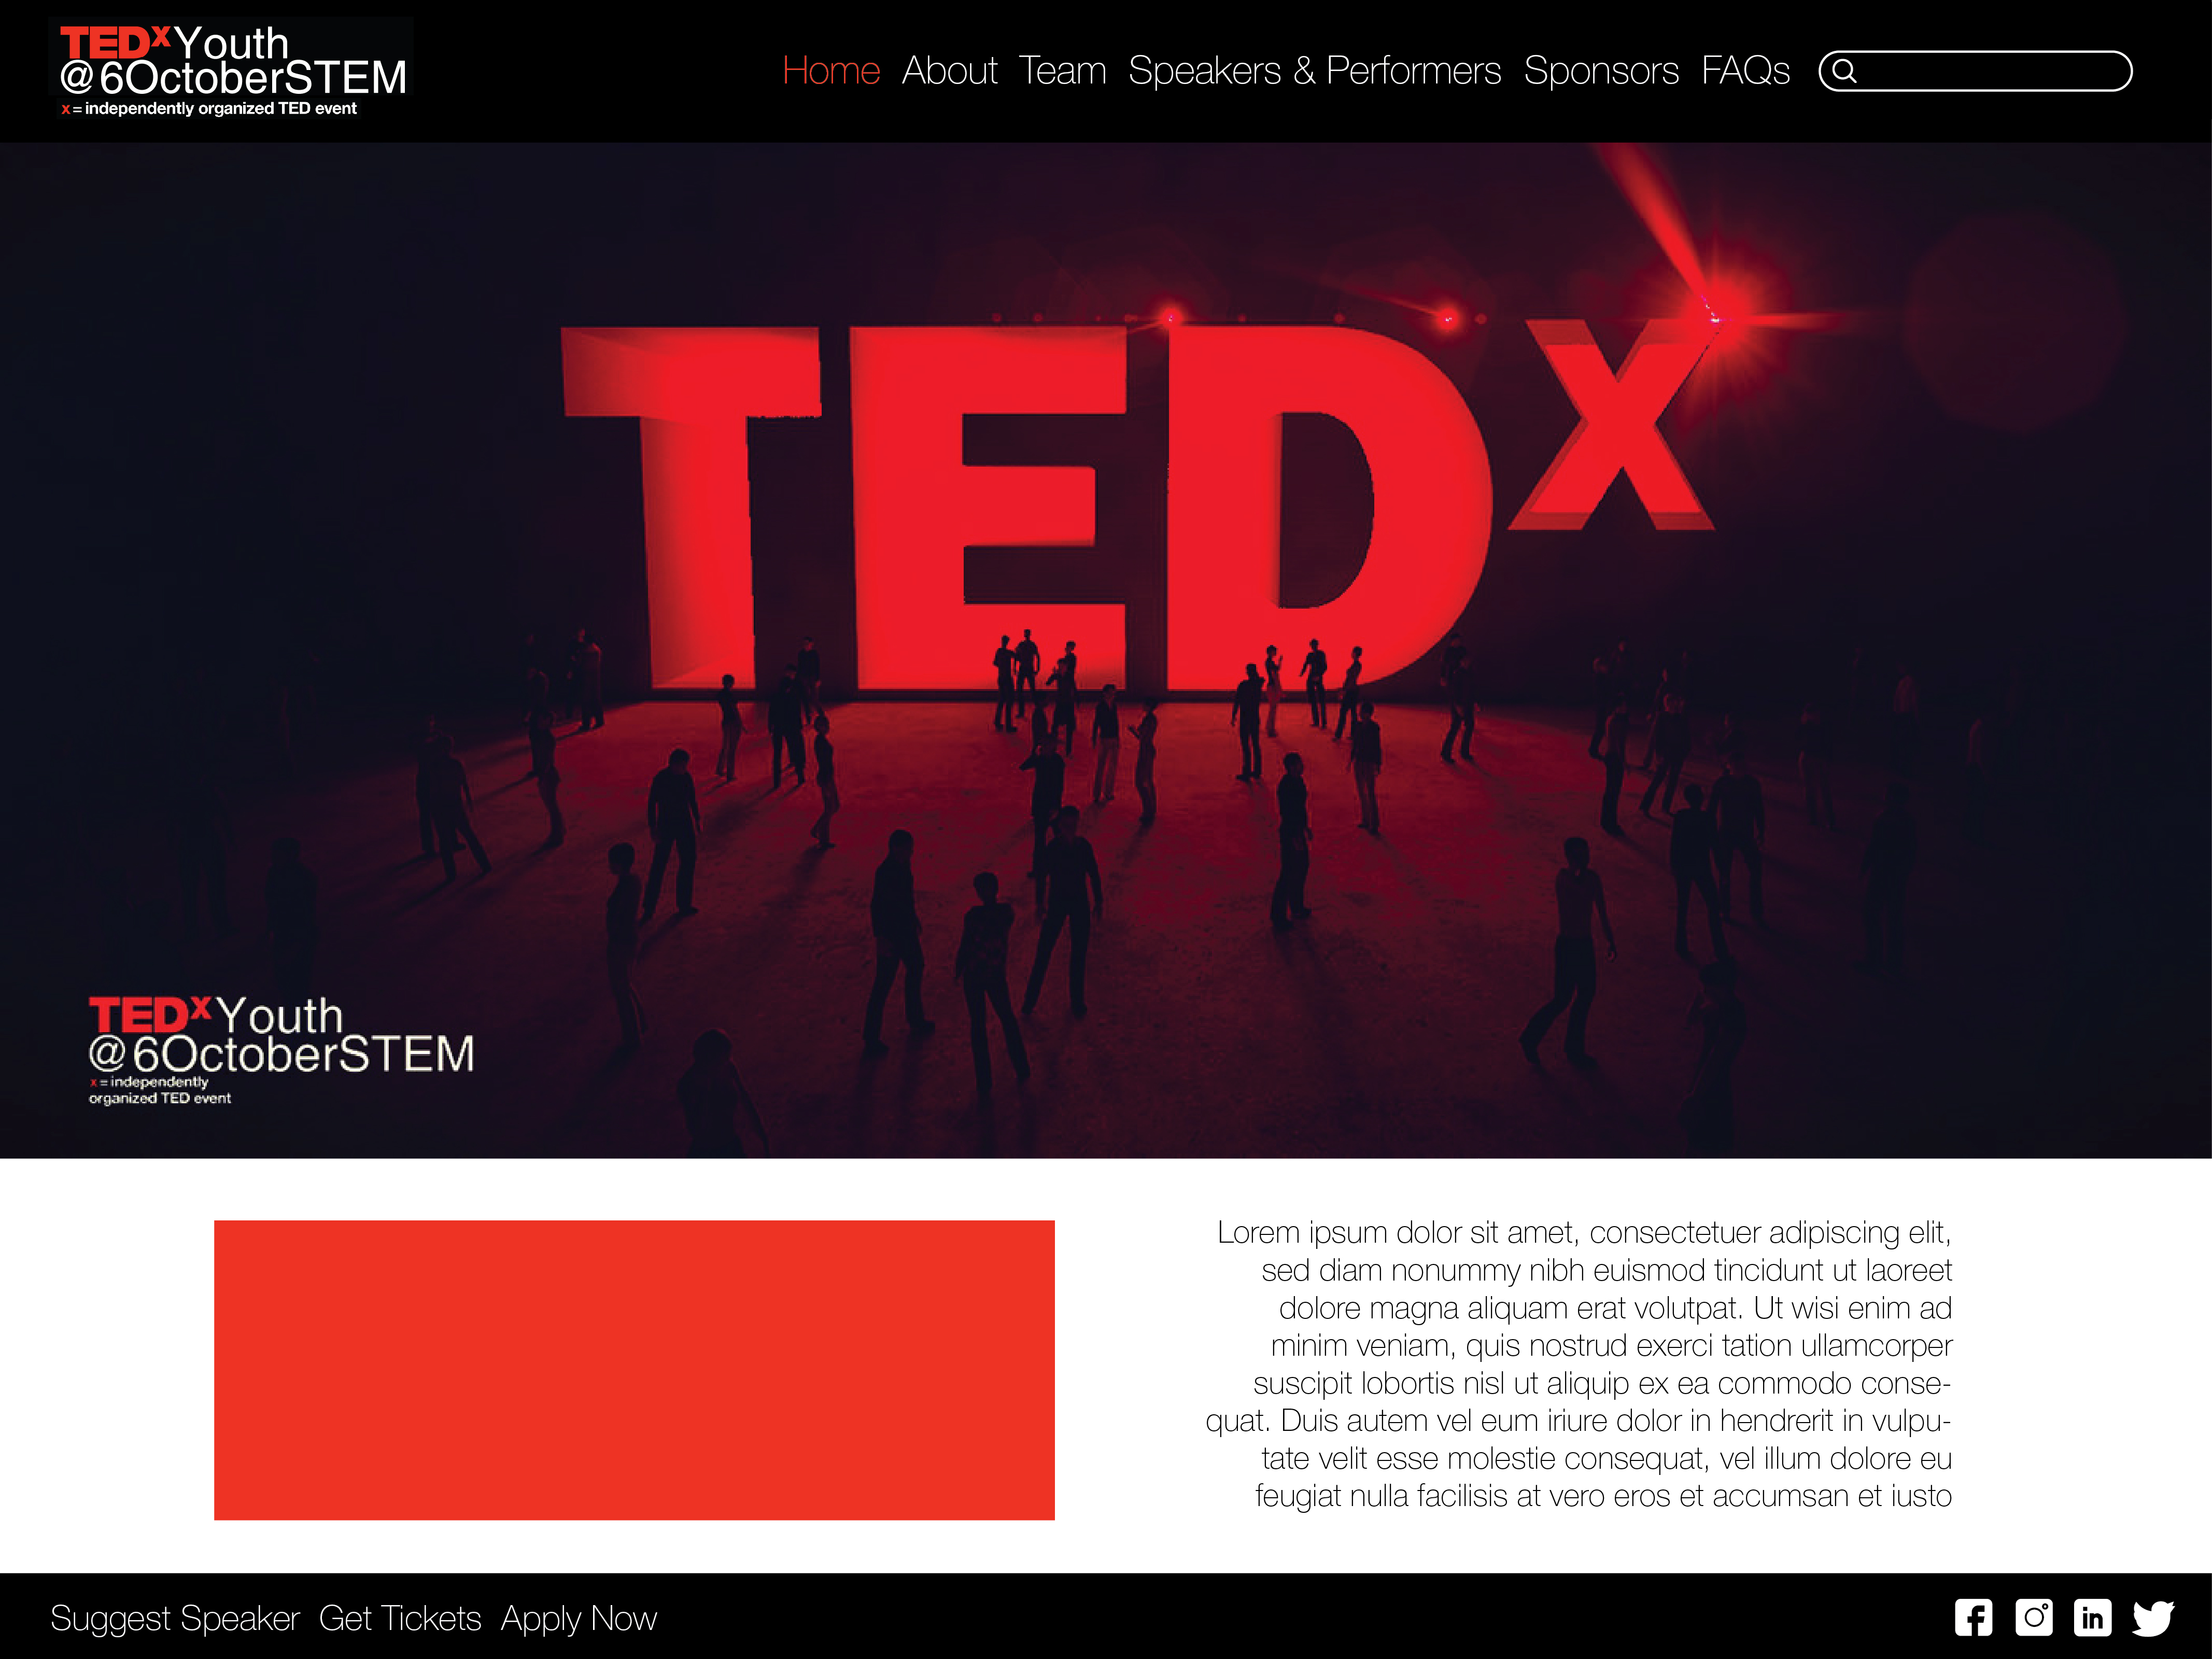 TEDxYouth
@6OctoberSTEM
x = independently organized TED event
Home About Team Speakers & Performers Sponsors FAQs
TEDx
TEDxYouth
@6OctoberSTEM
x = independently
organized TED event
Lorem ipsum dolor sit amet, consectetuer adipiscing elit,
sed diam nonummy nibh euismod tincidunt ut laoreet
dolore magna aliquam erat volutpat. Ut wisi enim ad
minim veniam, quis nostrud exerci tation ullamcorper
suscipit lobortis nisl ut aliquip ex ea commodo conse-
quat. Duis autem vel eum iriure dolor in hendrerit in vulpu-
tate velit esse molestie consequat, vel illum dolore eu
feugiat nulla facilisis at vero eros et accumsan et iusto
Suggest Speaker Get Tickets Apply Now